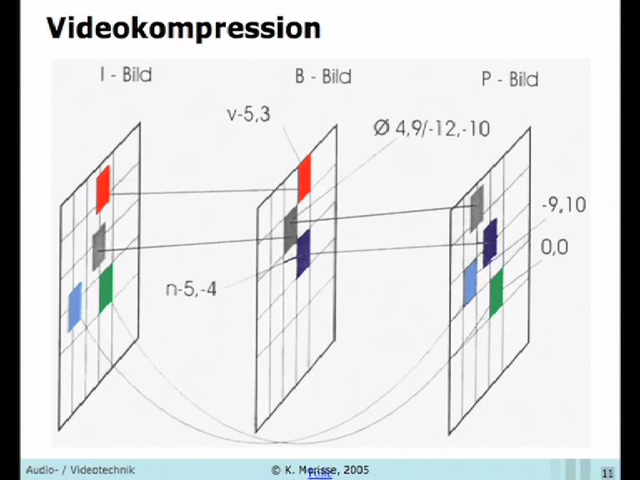 Videokompression
I - Bild
B - Bild
P - Bild
v-5,3
Ø 4,9/-12,-10
-9,10
0,0
n-5,-4
Audio- / Videotechnik
© K. Morisse, 2005
11